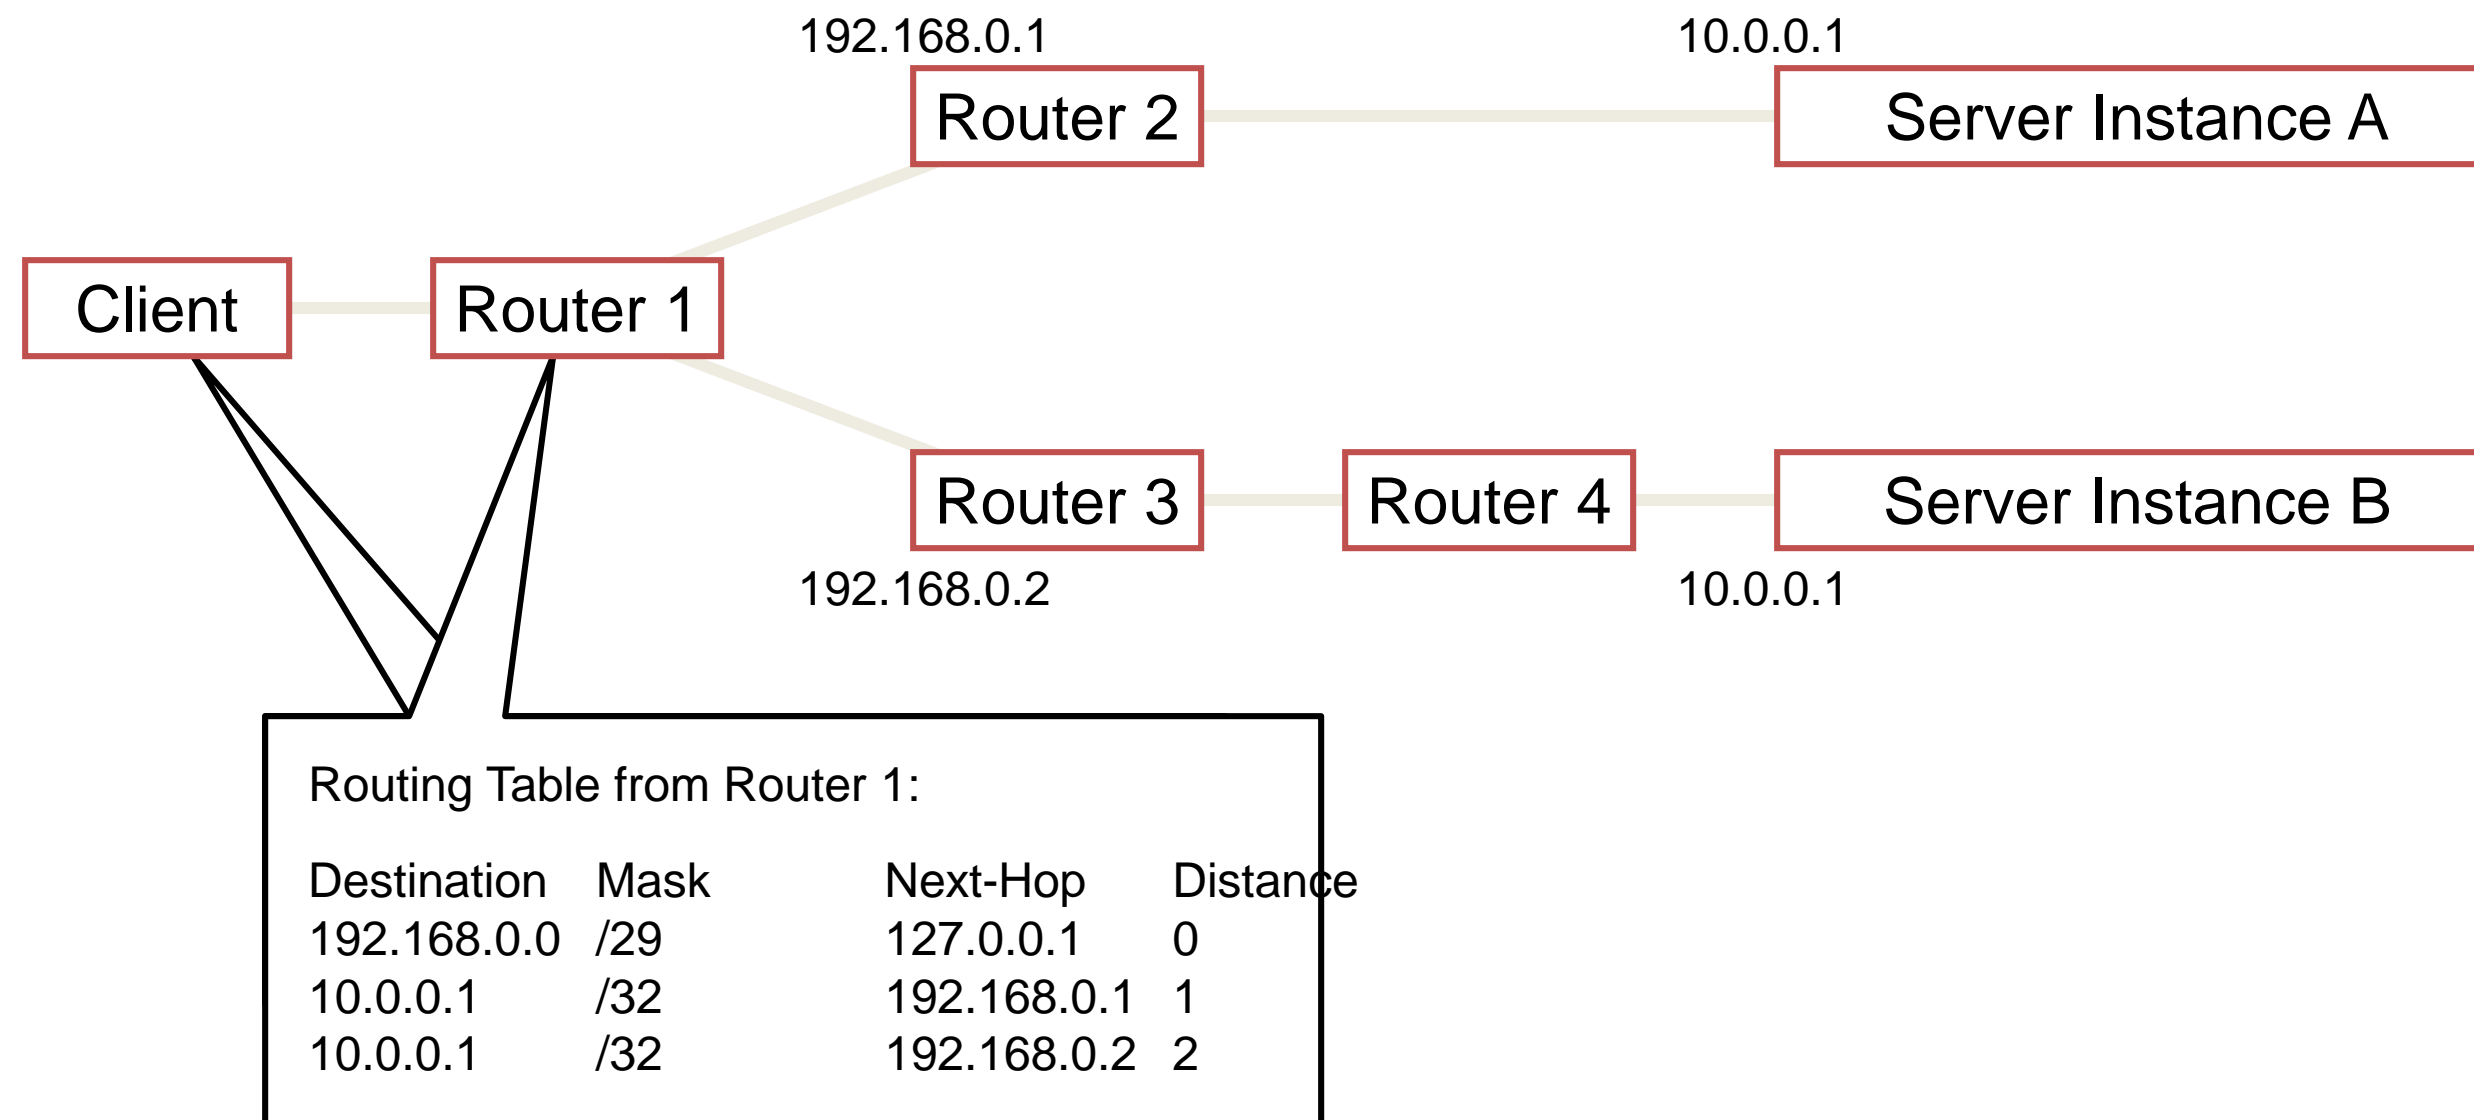 192.168.0.1
10.0.0.1
Router 2
Server Instance A
Client
Router 1
Router 3
Router 4
Server Instance B
192.168.0.2
10.0.0.1
Routing Table from Router 1:
Destination Mask Next-Hop Distance
192.168.0.0 /29 127.0.0.1 0
10.0.0.1 /32 192.168.0.1 1
10.0.0.1 /32 192.168.0.2 2